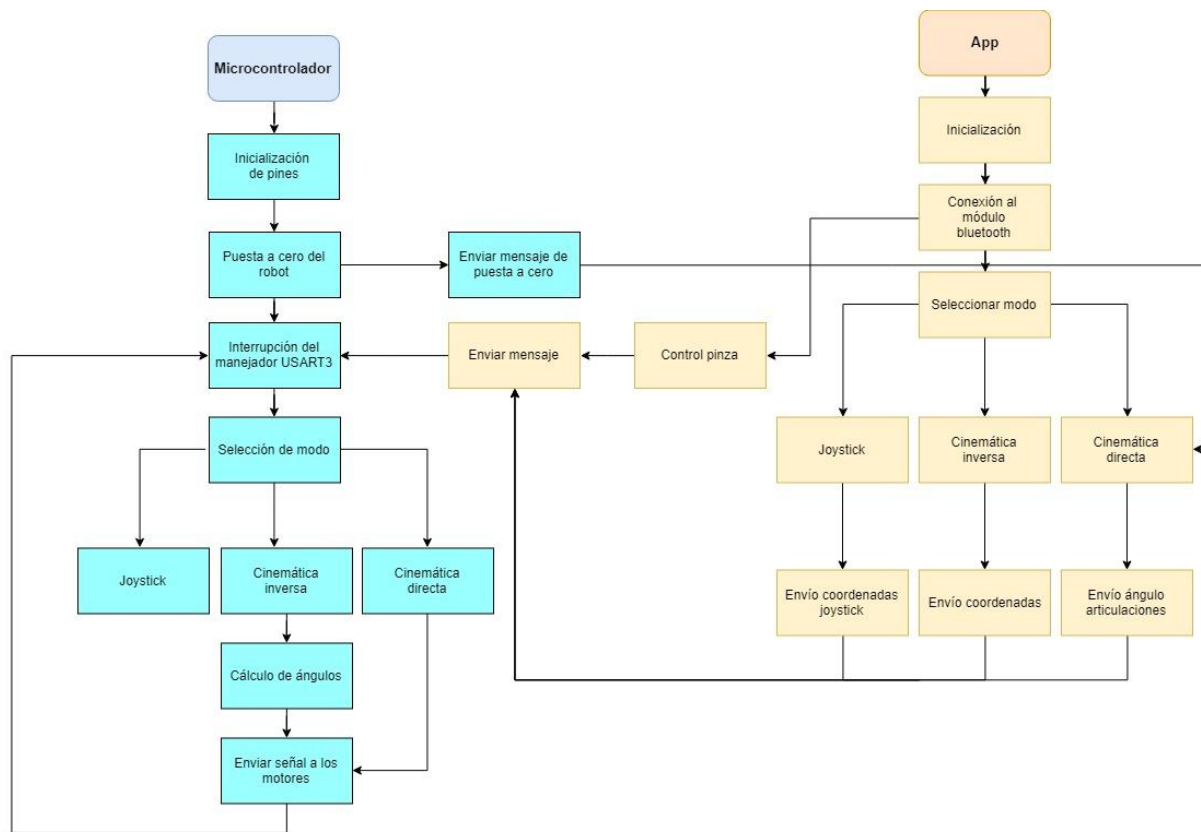 Microcontrolador
App
Inicialización
Inicialización
de pines
Conexión al
módulo
bluetooth
Puesta a cero del
robot
Enviar mensaje de
puesta a cero
Seleccionar modo
Interrupción del
manejador USART3
Enviar mensaje
Control pinza
Selección de modo
Joystick
Cinemática
inversa
Cinemática
directa
Joystick
Cinemática
inversa
Cinemática
directa
Envío coordenadas
joystick
Envío coordenadas
Envío ángulo
articulaciones
Cálculo de ángulos
Enviar señal a los
motores